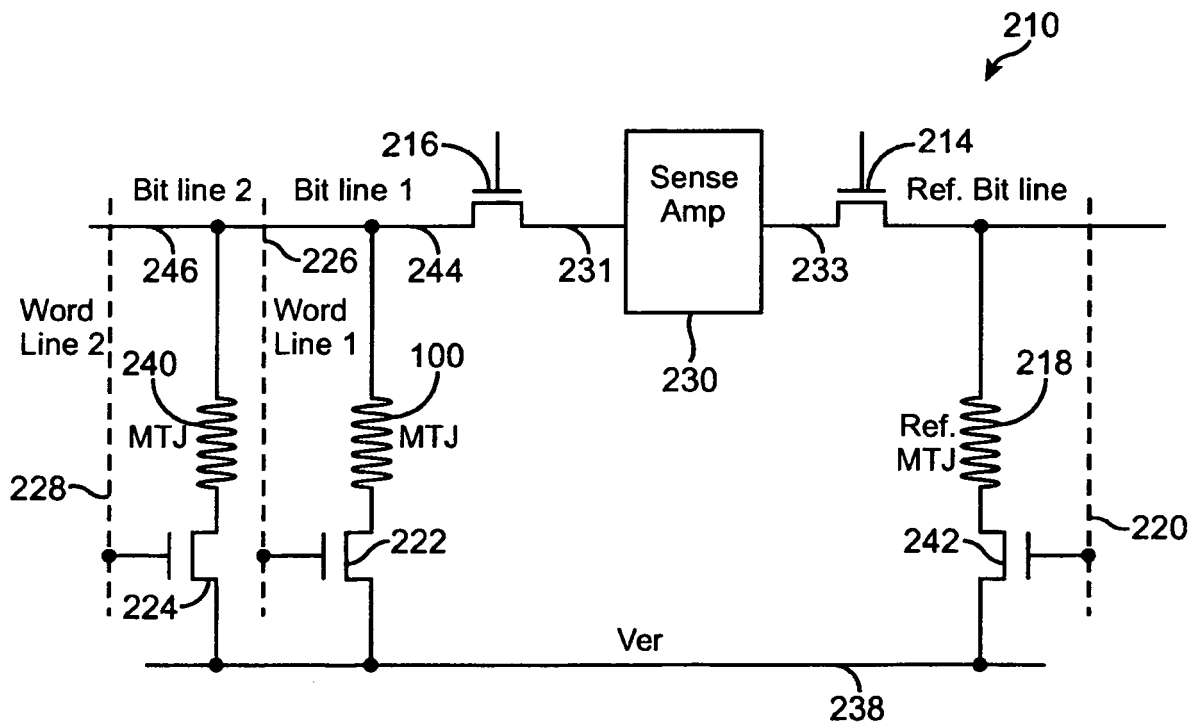 210
216
214
Sense
Amp
Bit line 2
Bit line 1
Ref. Bit line
246
226
244
231
233
Word
Line 2
Word
Line 1
240
100
230
218
MTJ
MTJ
Ref.
MTJ
228
222
242
220
224
Ver
238